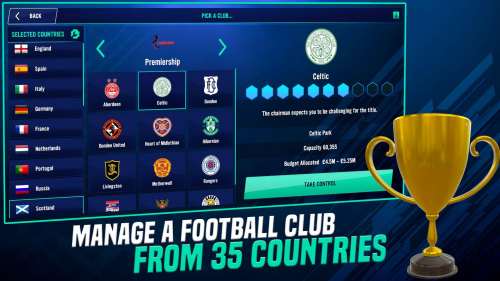 BACK
PICK A CLUB...
SELECTED COUNTRIES
England
Spain
Italy
Germany
France
Netherlands
Portugal
Russia
Scotland
Premiership
Aberdeen
Celtic
Dundee
Dundee United
Heart of Midlothian
Hibernian
Livingston
Motherwell
Rangers
Celtic
The chairman expects you to be challenging for the title.
Celtic Park
Capacity 60,355
Budget Allocated €4.5M - €5.25M
TAKE CONTROL
MANAGE A FOOTBALL CLUB
FROM 35 COUNTRIES